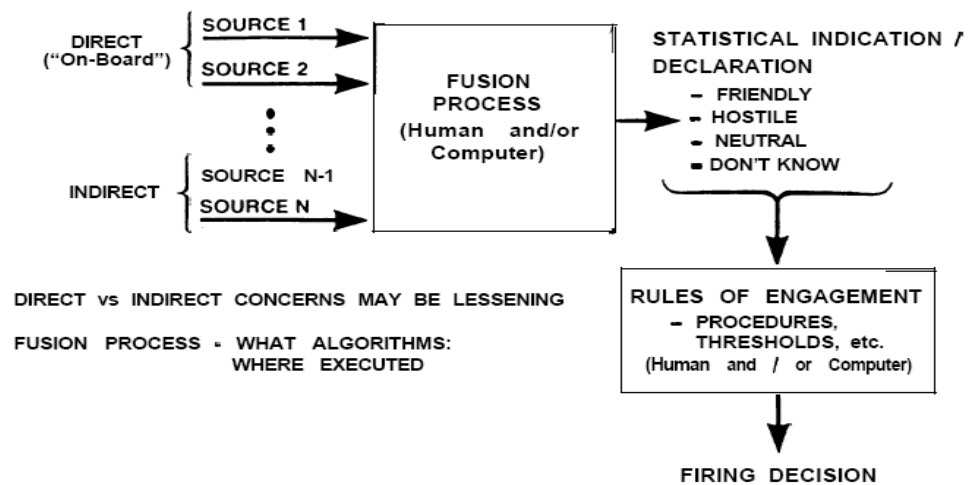 DIRECT
("On-Board")
SOURCE 1
SOURCE 2
INDIRECT
SOURCE N-1
SOURCE N
FUSION
PROCESS
(Human and/or
Computer)
STATISTICAL INDICATION /
DECLARATION
- FRIENDLY
- HOSTILE
- NEUTRAL
- DON'T KNOW
DIRECT vs INDIRECT CONCERNS MAY BE LESSENING
FUSION PROCESS - WHAT ALGORITHMS:
WHERE EXECUTED
RULES OF ENGAGEMENT
- PROCEDURES,
THRESHOLDS, etc.
(Human and / or Computer)
FIRING DECISION